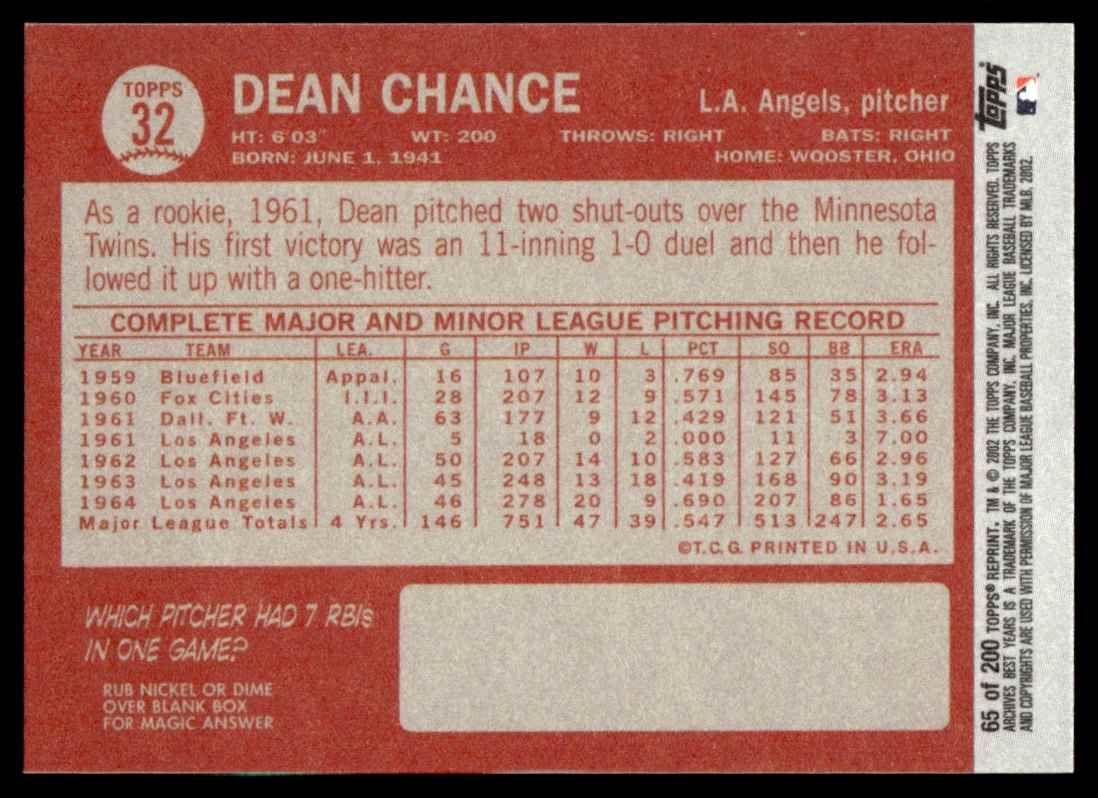 TOPPS
32
DEAN CHANCE
L.A. Angels, pitcher
HT: 6'03" WT: 200 THROWS: RIGHT BATS: RIGHT
BORN: JUNE 1, 1941 HOME: WOOSTER, OHIO
As a rookie, 1961, Dean pitched two shut-outs over the Minnesota
Twins. His first victory was an 11-inning 1-0 duel and then he fol-
lowed it up with a one-hitter.
COMPLETE MAJOR AND MINOR LEAGUE PITCHING RECORD
YEAR TEAM LEA. G IP W L PCT SO BB ERA
1959 Bluefield Appal. 16 107 10 3 .769 85 35 2.94
1960 Fox Cities I.I.I. 28 207 12 9 .571 145 78 3.13
1961 Dall. Ft. W. A.A. 63 177 9 12 .429 121 51 3.66
1961 Los Angeles A.L. 5 18 0 2 .000 11 3 7.00
1962 Los Angeles A.L. 50 207 14 10 .583 127 66 2.96
1963 Los Angeles A.L. 45 248 13 18 .419 168 90 3.19
1964 Los Angeles A.L. 46 278 20 9 .690 207 86 1.65
Major League Totals 4 Yrs. 146 751 47 39 .547 513 247 2.65
©T.C.G. PRINTED IN U.S.A.
WHICH PITCHER HAD 7 RBIs
IN ONE GAME?
RUB NICKEL OR DIME
OVER BLANK BOX
FOR MAGIC ANSWER
Topps
65 of 200 TOPPS® REPRINT. TM & © 2002 THE TOPPS COMPANY, INC. ALL RIGHTS RESERVED. TOPPS
ARCHIVES BEST YEARS IS A TRADEMARK OF THE TOPPS COMPANY, INC. MAJOR LEAGUE BASEBALL TRADEMARKS
AND COPYRIGHTS ARE USED WITH PERMISSION OF MAJOR LEAGUE BASEBALL PROPERTIES, INC. LICENSED BY MLB, 2002.